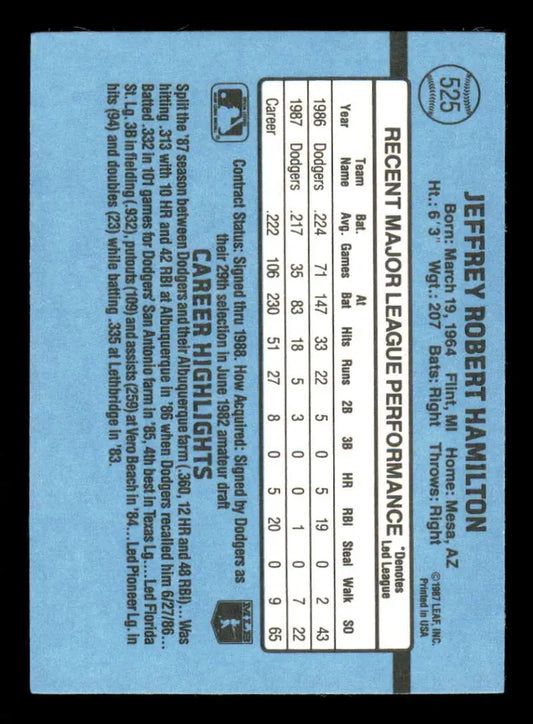 525
JEFFREY ROBERT HAMILTON
Born: March 19, 1964 Flint, MI Home: Mesa, AZ
Ht.: 6'3" Wgt.: 207 Bats: Right Throws: Right
©1987 LEAF, INC.
Printed in USA
RECENT MAJOR LEAGUE PERFORMANCE *Denotes Led League
Year Team Name Bat. Avg. Games At Bat Hits Runs 2B 3B HR RBI Steal Walk SO
1986 Dodgers .224 71 147 33 22 5 0 5 19 0 2 43
1987 Dodgers .217 35 83 18 5 3 0 0 1 0 7 22
Career .222 106 230 51 27 8 0 5 20 0 9 65
Contract Status: Signed thru 1998. How Acquired: Signed by Dodgers as
their 29th selection in June 1982 amateur draft
MLB
CAREER HIGHLIGHTS
Split the '87 season between Dodgers and their Albuquerque farm (.360, 12 HR and 48 RBI)... Was
hitting .313 with 10 HR and 42 RBI at Albuquerque in '86 when Dodgers recalled him 6/27/86...
Batted .332 in 101 games for Dodgers' San Antonio farm in '85, 4th best in Texas Lg.... Led Florida
St. Lg. 3B in fielding (.932), putouts (109) and assists (259) at Vero Beach in '84... Led Pioneer Lg. in
hits (94) and doubles (23) while batting .335 at Lethbridge in '83.